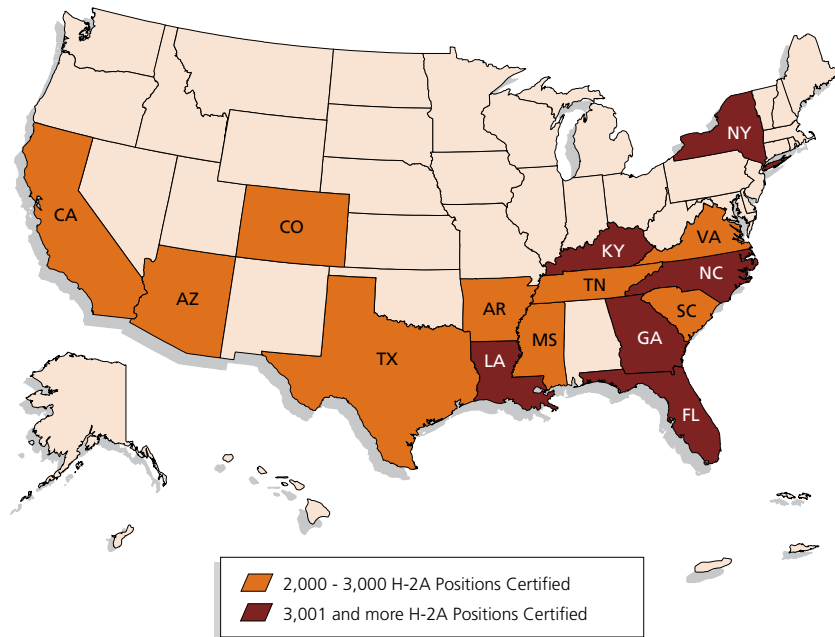 NY
CA
CO
VA
KY
NC
TN
AZ
AR
SC
MS
GA
TX
LA
FL
2,000 - 3,000 H-2A Positions Certified
3,001 and more H-2A Positions Certified